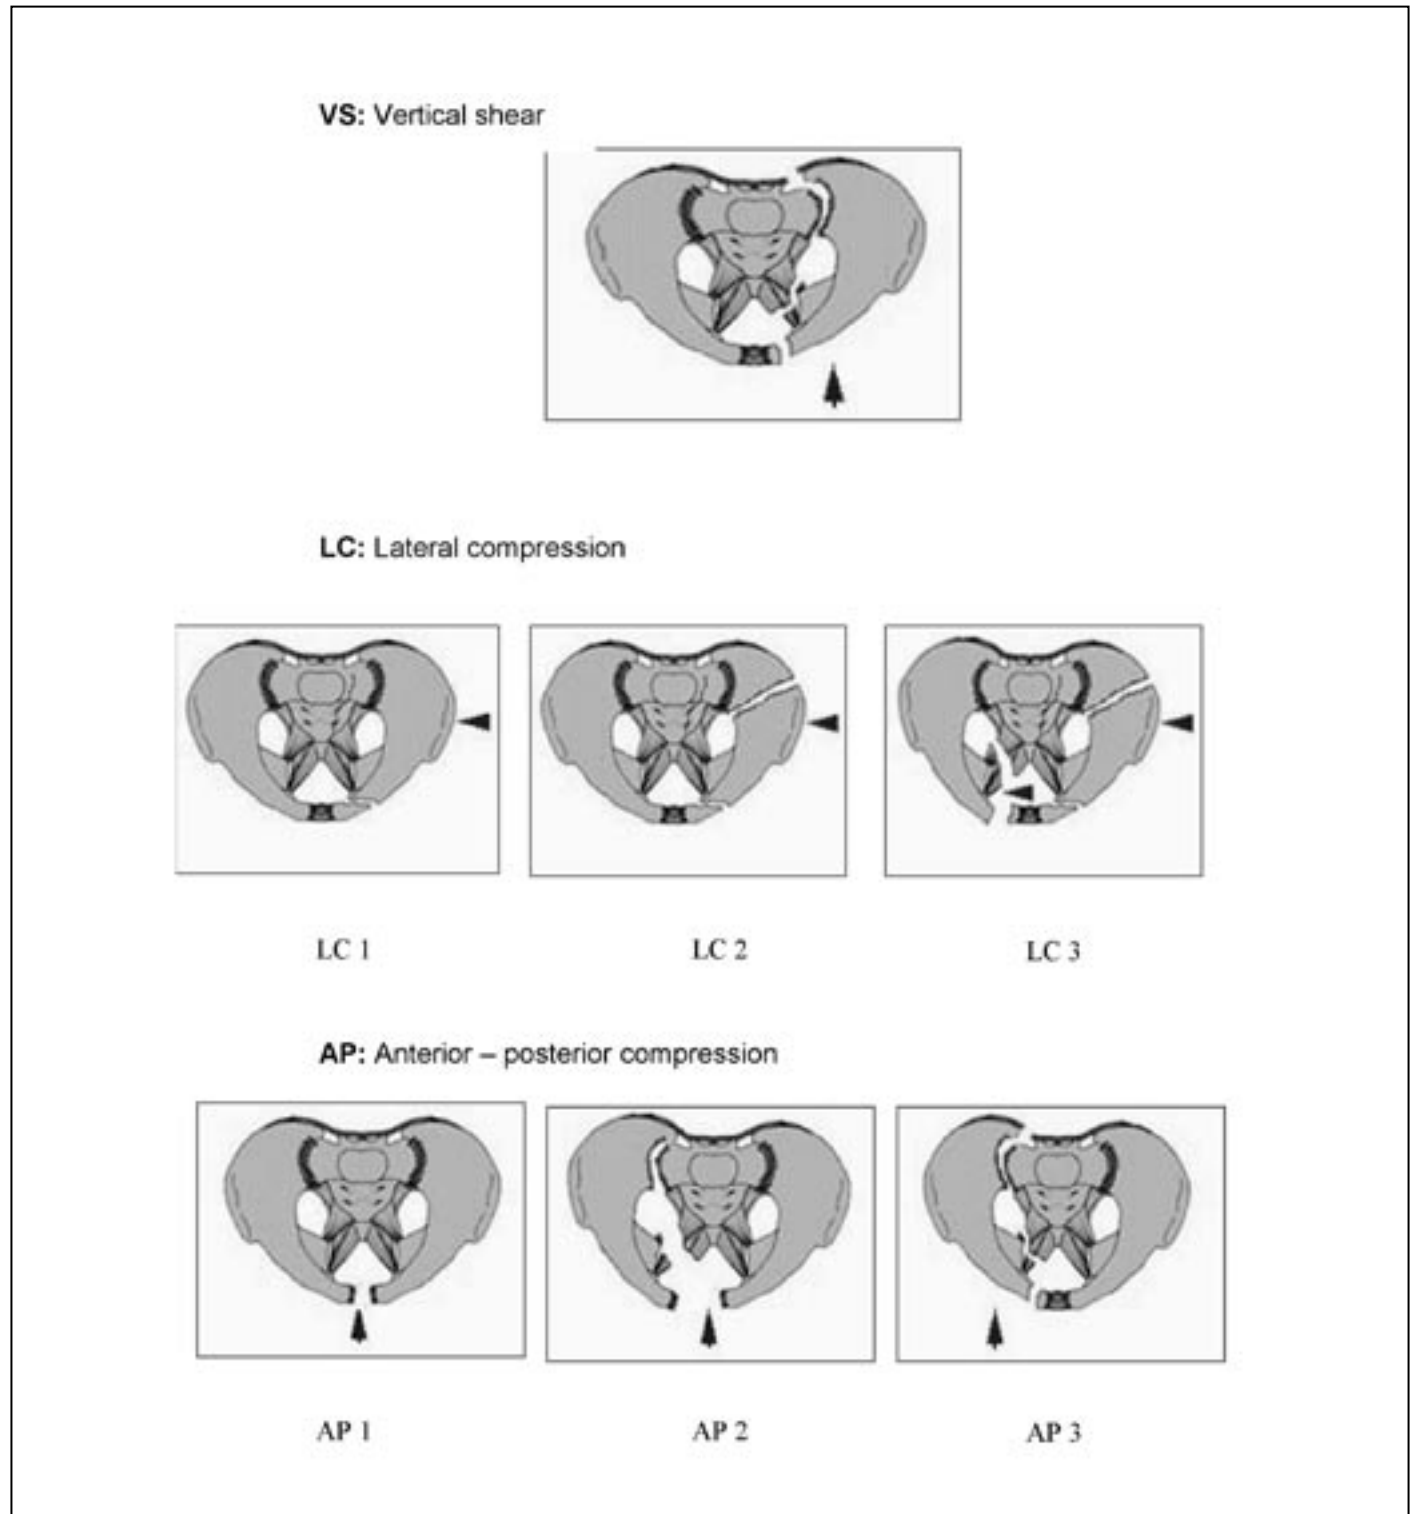 VS: Vertical shear
LC: Lateral compression
LC 1 LC 2 LC 3
AP: Anterior – posterior compression
AP 1 AP 2 AP 3